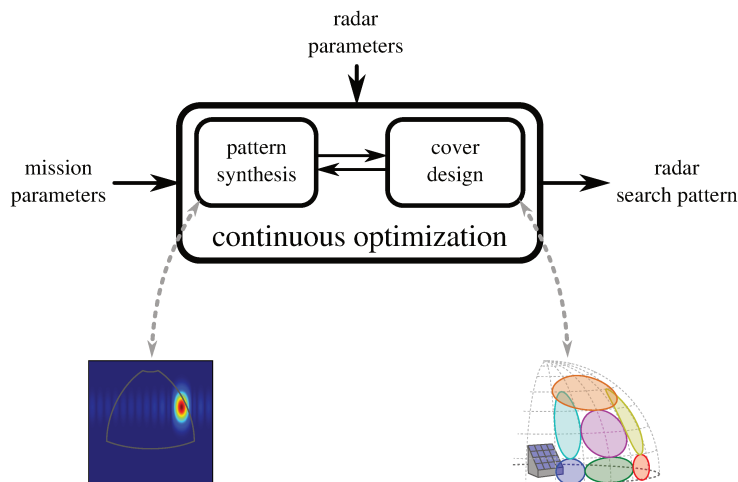 radar
parameters
mission
parameters
pattern
synthesis
cover
design
continuous optimization
radar
search pattern